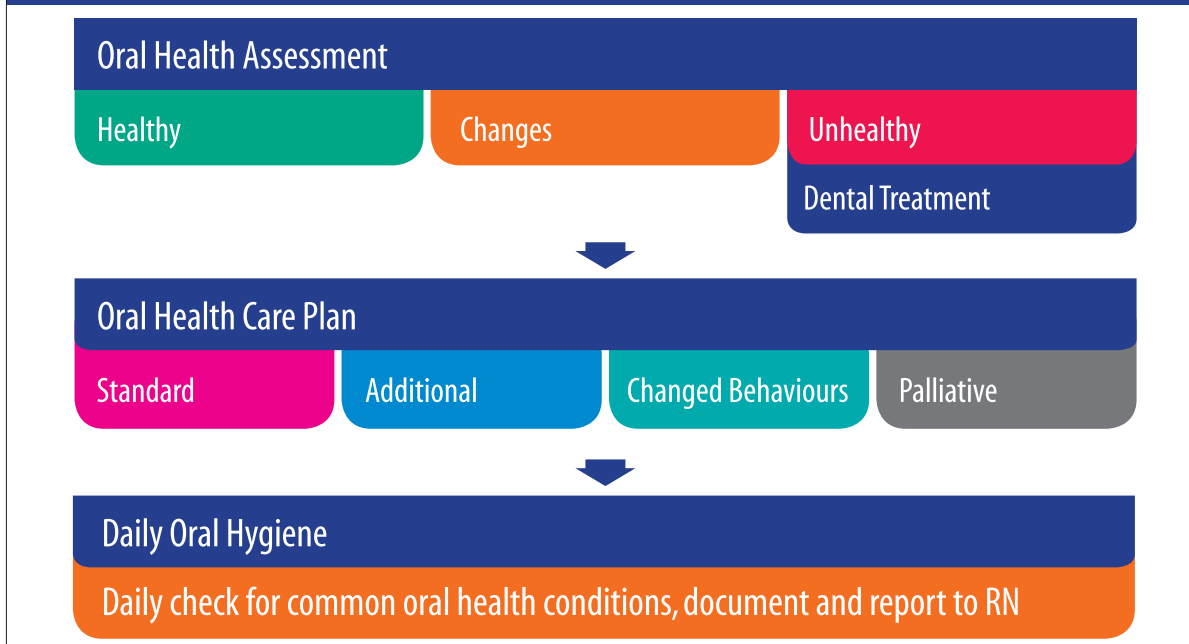 Oral Health Assessment
Healthy
Changes
Unhealthy
Dental Treatment
Oral Health Care Plan
Standard
Additional
Changed Behaviours
Palliative
Daily Oral Hygiene
Daily check for common oral health conditions, document and report to RN